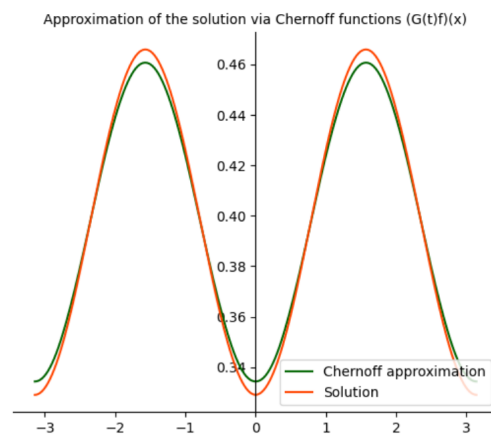 Approximation of the solution via Chernoff functions (G(t)f)(x)
0.46
0.44
0.42
0.40
0.38
0.36
0.34
Chernoff approximation
Solution
−3 −2 −1 0 1 2 3